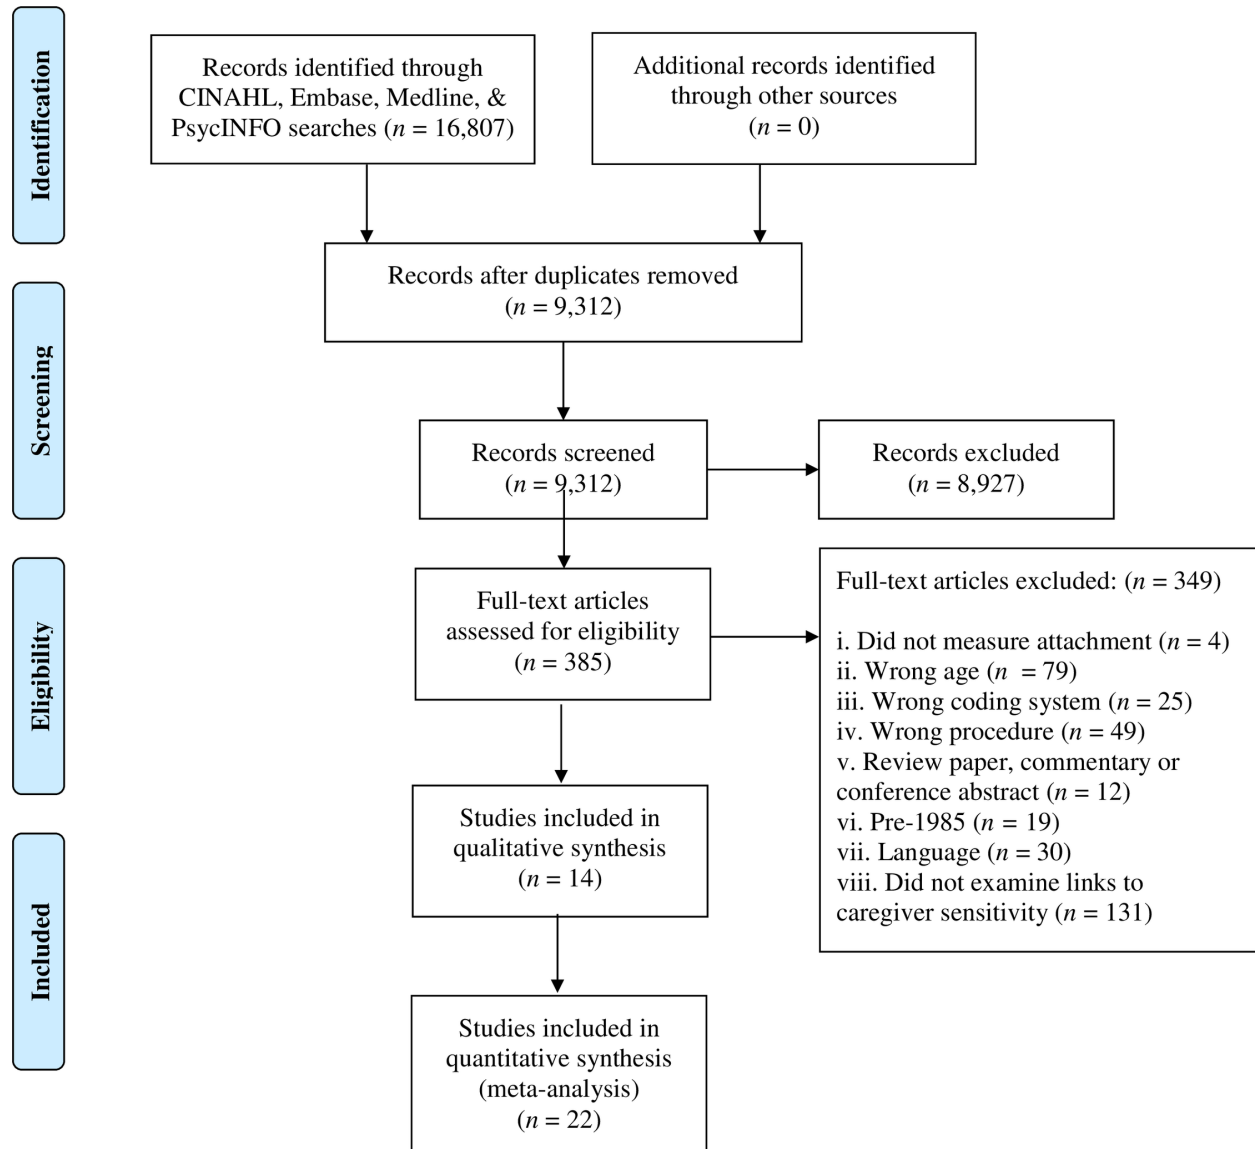 Identification
Records identified through
CINAHL, Embase, Medline, &
PsycINFO searches (n = 16,807)
Additional records identified
through other sources
(n = 0)
Records after duplicates removed
(n = 9,312)
Screening
Records screened
(n = 9,312)
Records excluded
(n = 8,927)
Eligibility
Full-text articles
assessed for eligibility
(n = 385)
Full-text articles excluded: (n = 349)
i. Did not measure attachment (n = 4)
ii. Wrong age (n  = 79)
iii. Wrong coding system (n = 25)
iv. Wrong procedure (n = 49)
v. Review paper, commentary or
conference abstract (n = 12)
vi. Pre-1985 (n = 19)
vii. Language (n = 30)
viii. Did not examine links to
caregiver sensitivity (n = 131)
Studies included in
qualitative synthesis
(n = 14)
Included
Studies included in
quantitative synthesis
(meta-analysis)
(n = 22)